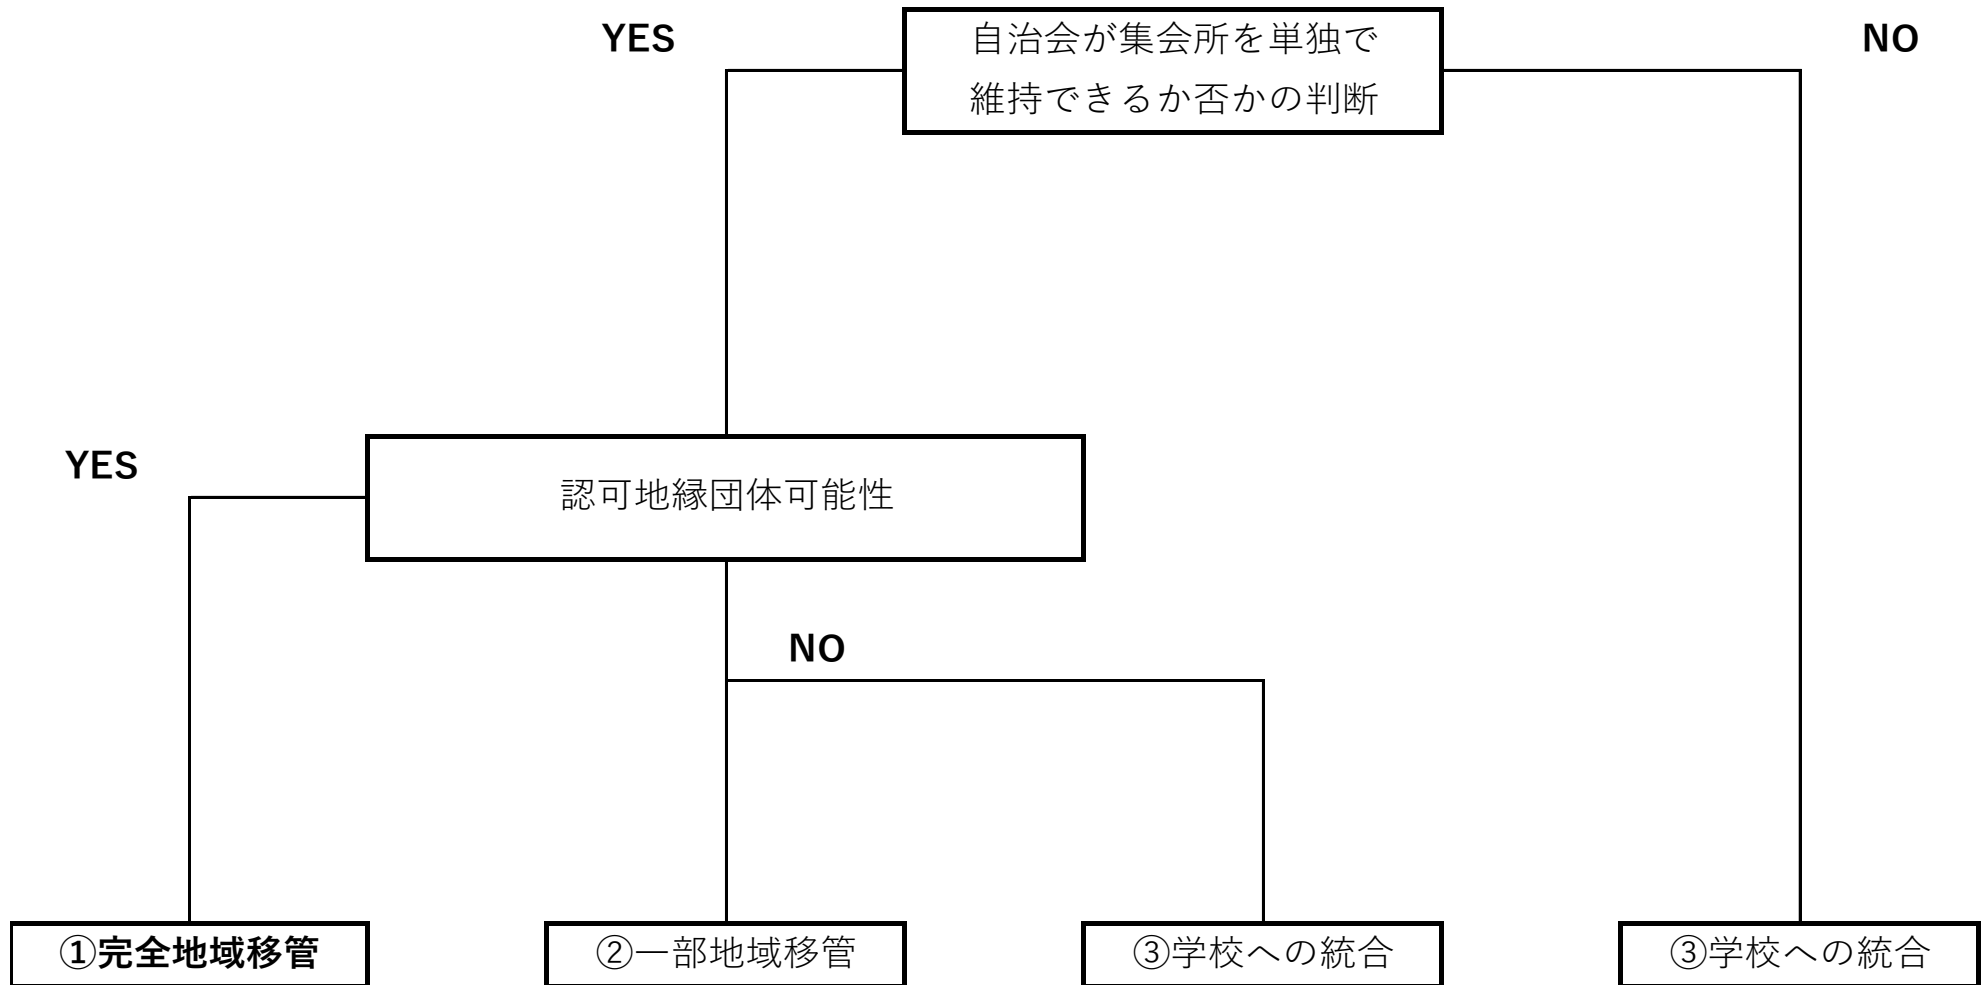 YES
自治会が集会所を単独で
維持できるか否かの判断
NO
YES
認可地縁団体可能性
NO
①完全地域移管
②一部地域移管
③学校への統合
③学校への統合